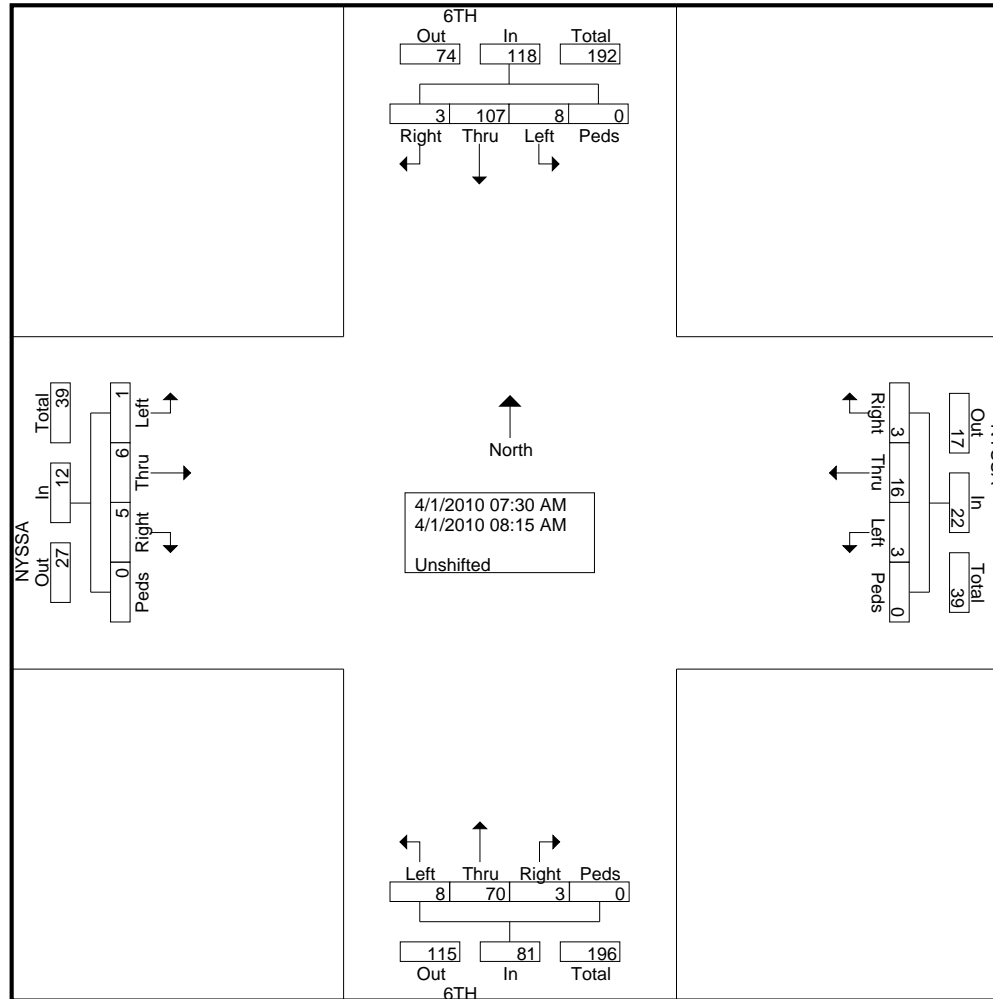 6TH
Out In Total
74 118 192
3 107 8 0
Right Thru Left Peds
Total In Out
39 12 27
NYSSA
1 6 5 0
Left Thru Right Peds
North
4/1/2010 07:30 AM
4/1/2010 08:15 AM
Unshifted
Right Thru Left Peds
3 16 3 0
Out In Total
17 22 39
Left Thru Right Peds
8 70 3 0
115 81 196
Out In Total
6TH